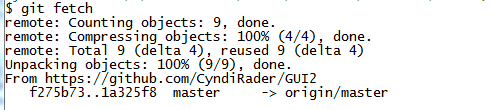 $ git fetch
remote: Counting objects: 9, done.
remote: Compressing objects: 100% (4/4), done.
remote: Total 9 (delta 4), reused 9 (delta 4)
Unpacking objects: 100% (9/9), done.
From https://github.com/CyndiRader/GUI2
   f275b73..1a325f8  master     -> origin/master